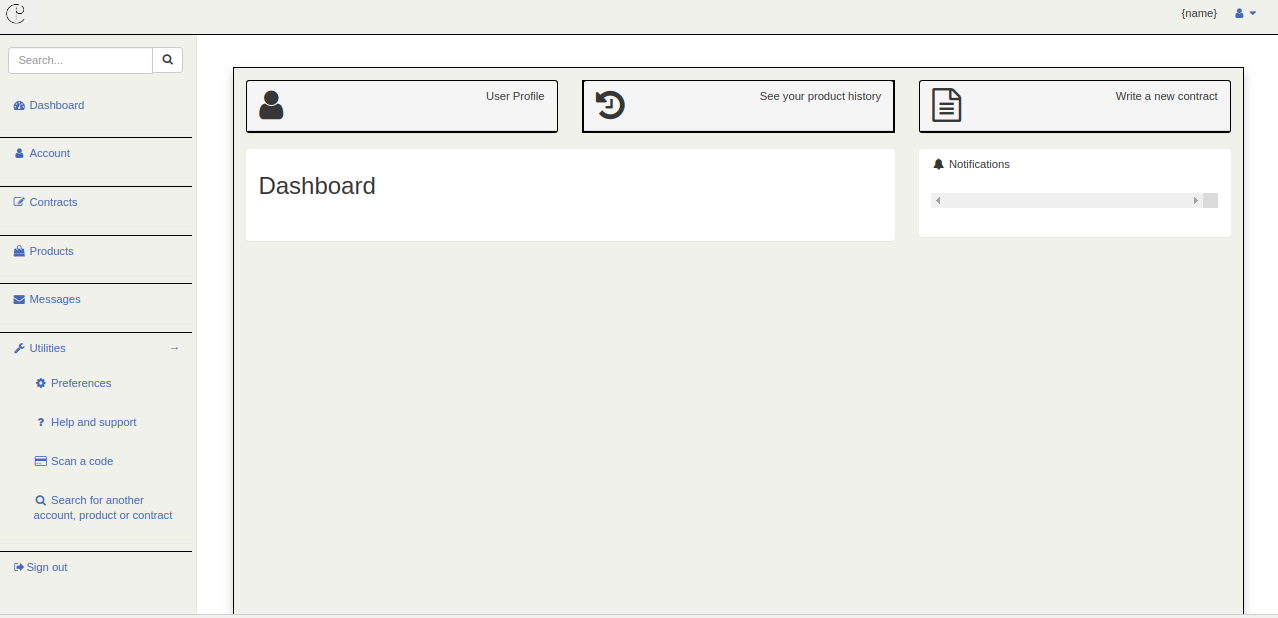 {name}
Search...
Dashboard
Account
Contracts
Products
Messages
Utilities →
Preferences
? Help and support
Scan a code
Search for another
account, product or contract
Sign out
User Profile
See your product history
Write a new contract
Dashboard
Notifications